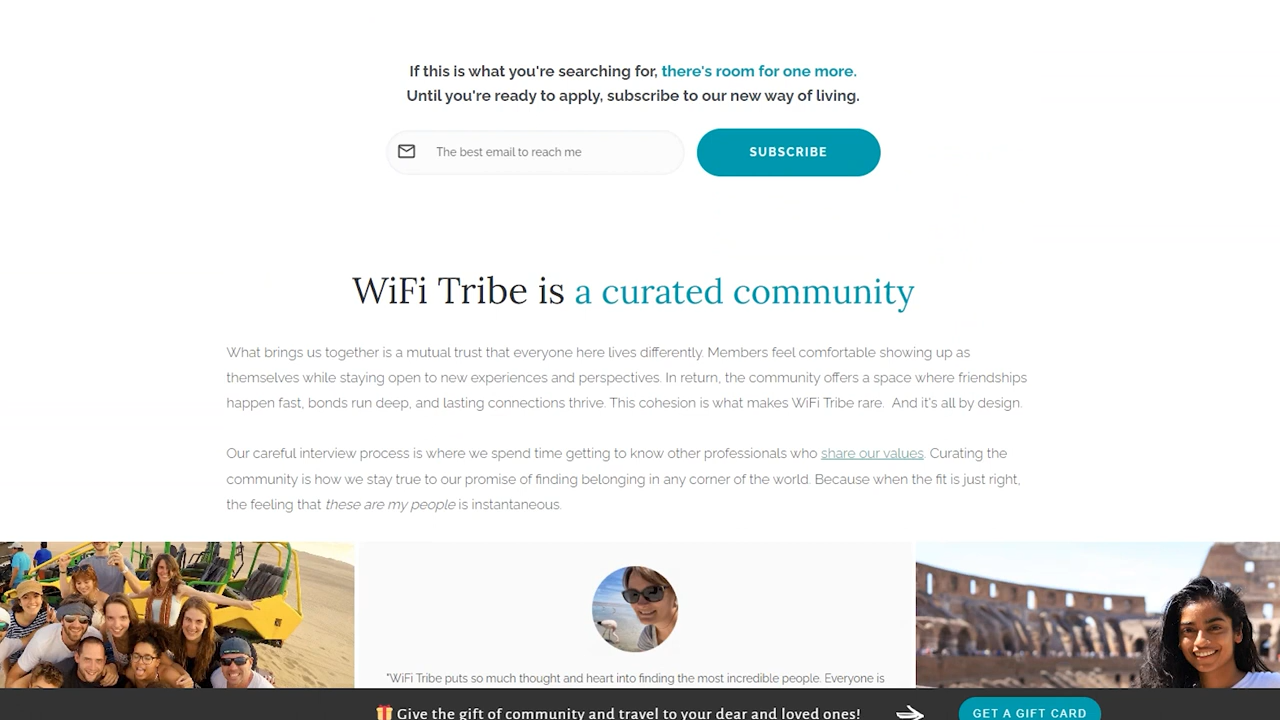 If this is what you're searching for, there's room for one more.
Until you're ready to apply, subscribe to our new way of living.
The best email to reach me
SUBSCRIBE
WiFi Tribe is a curated community
What brings us together is a mutual trust that everyone here lives differently. Members feel comfortable showing up as
themselves while staying open to new experiences and perspectives. In return, the community offers a space where friendships
happen fast, bonds run deep, and lasting connections thrive. This cohesion is what makes WiFi Tribe rare.  And it's all by design.
Our careful interview process is where we spend time getting to know other professionals who share our values. Curating the
community is how we stay true to our promise of finding belonging in any corner of the world. Because when the fit is just right,
the feeling that these are my people is instantaneous.
"WiFi Tribe puts so much thought and heart into finding the most incredible people. Everyone is
Give the gift of community and travel to your dear and loved ones!
GET A GIFT CARD